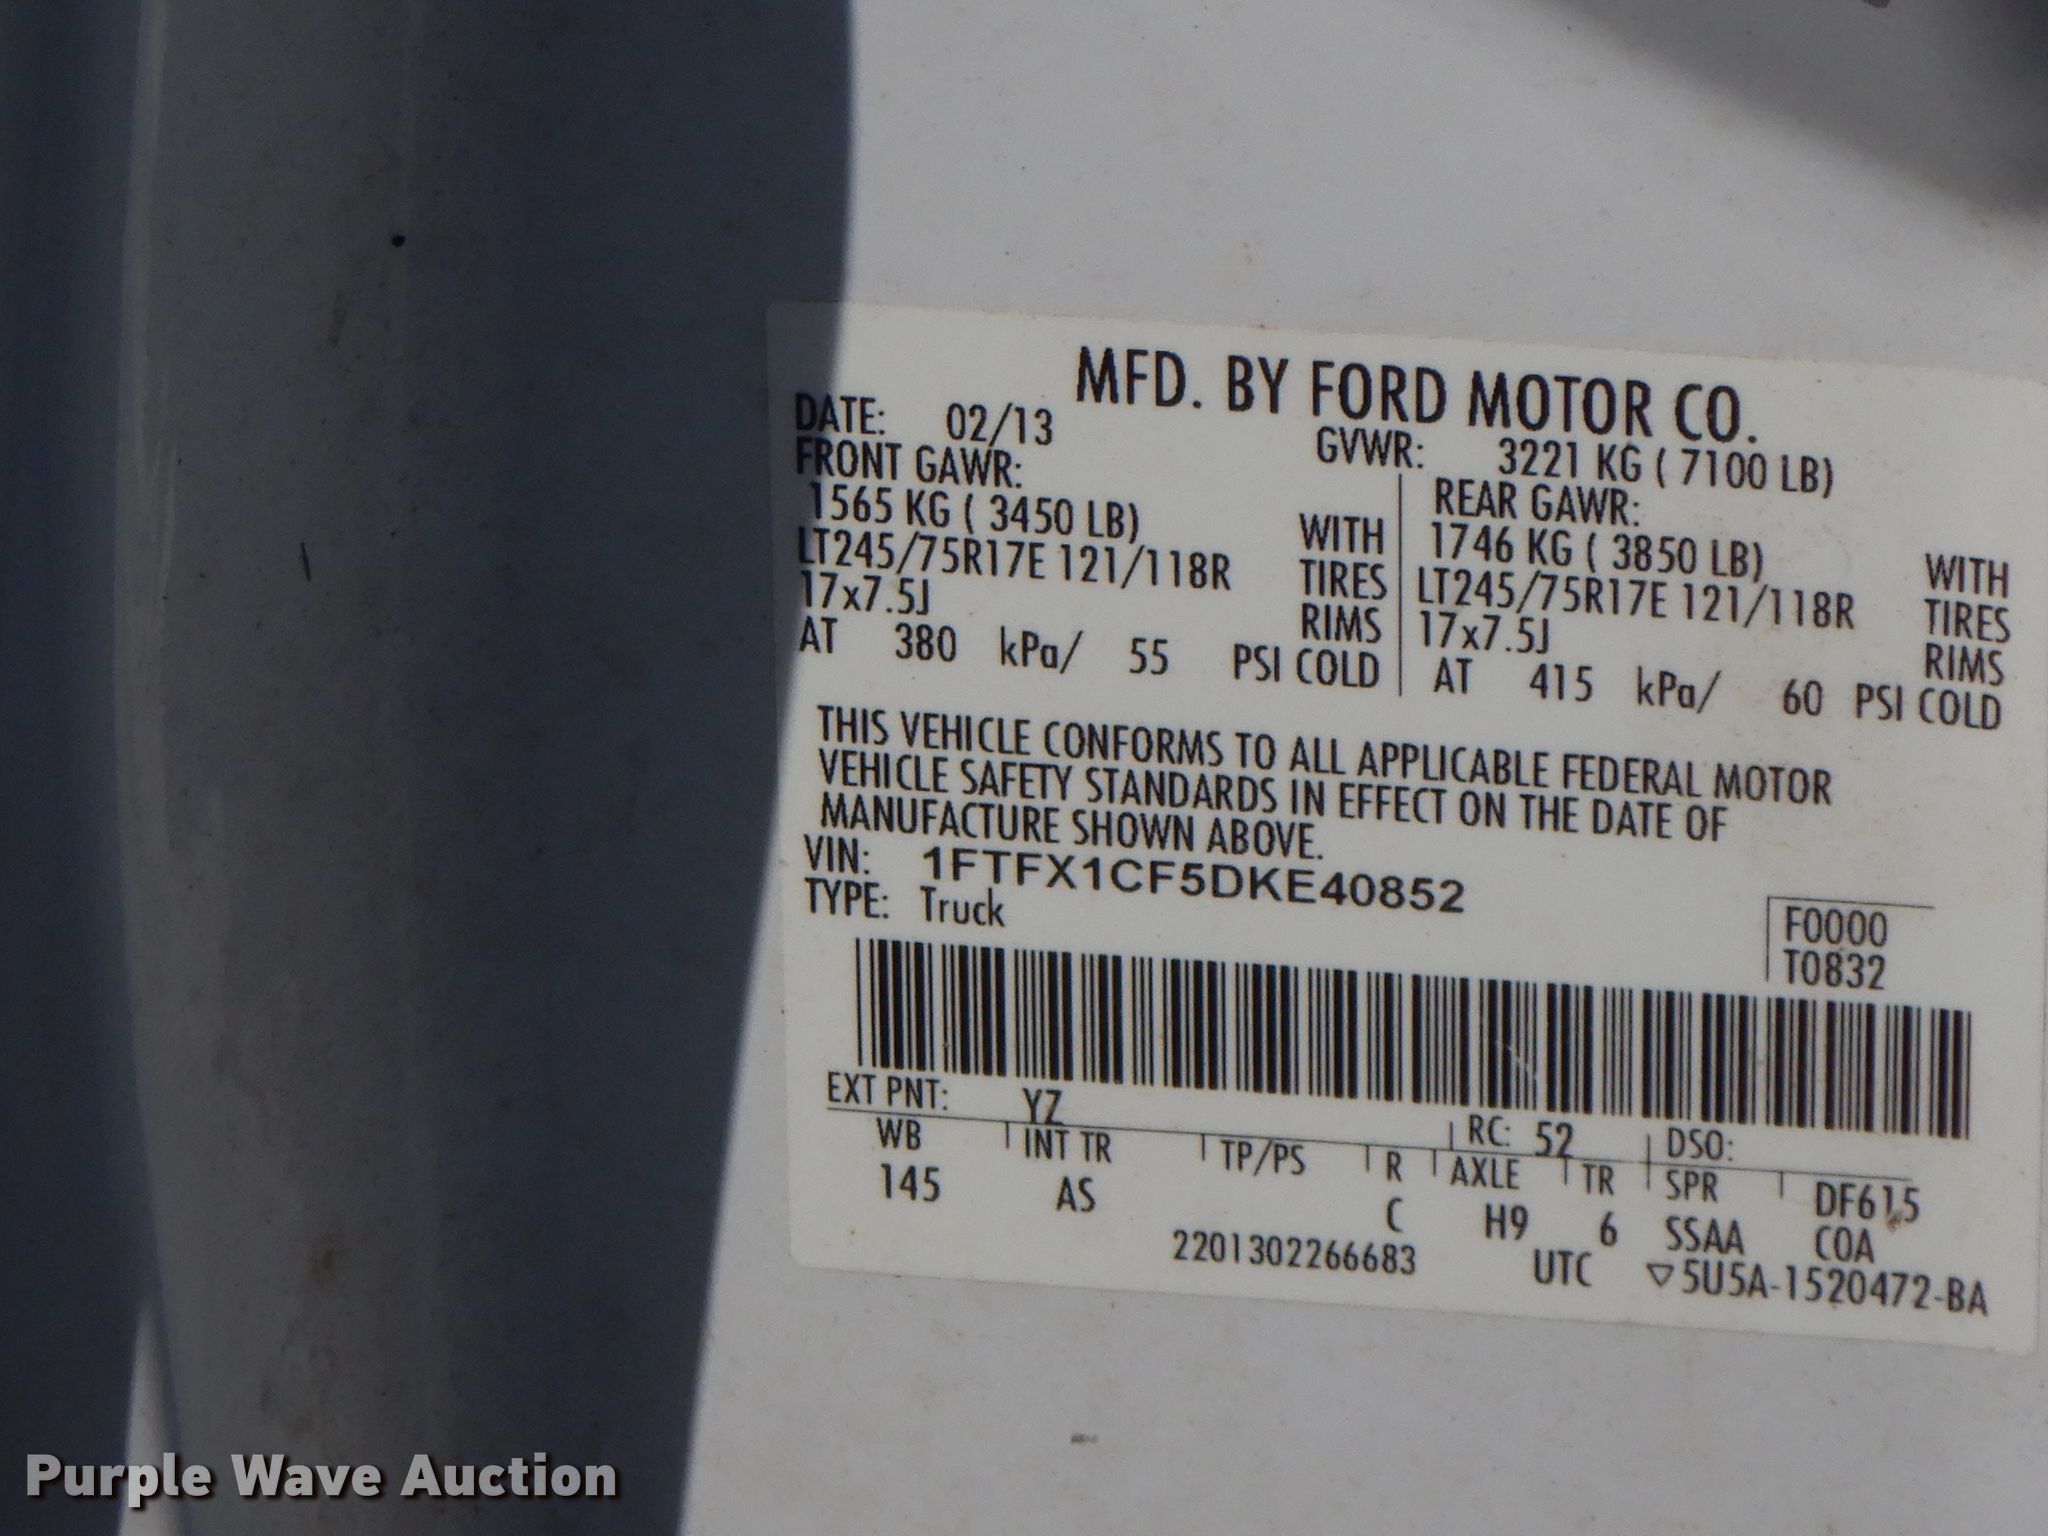 MFD. BY FORD MOTOR CO.
DATE: 02/13 GVWR: 3221 KG ( 7100 LB)
FRONT GAWR: REAR GAWR:
1565 KG ( 3450 LB) WITH 1746 KG ( 3850 LB) WITH
LT245/75R17E 121/118R TIRES LT245/75R17E 121/118R TIRES
17x7.5J RIMS 17x7.5J RIMS
AT 380 kPa/ 55 PSI COLD AT 415 kPa/ 60 PSI COLD
THIS VEHICLE CONFORMS TO ALL APPLICABLE FEDERAL MOTOR
VEHICLE SAFETY STANDARDS IN EFFECT ON THE DATE OF
MANUFACTURE SHOWN ABOVE.
VIN: 1FTFX1CF5DKE40852
TYPE: Truck
F0000
T0832
EXT PNT: YZ RC: 52 DSO:
WB INT TR TP/PS R AXLE TR SPR DF615
145 AS C H9 6 SSAA COA
2201302266683 UTC ▽5U5A-1520472-BA
Purple Wave Auction